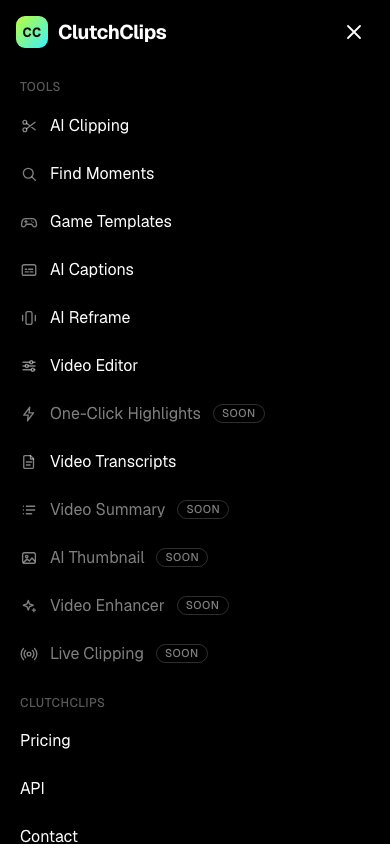 CC ClutchClips
TOOLS
AI Clipping
Find Moments
Game Templates
AI Captions
AI Reframe
Video Editor
One-Click Highlights SOON
Video Transcripts
Video Summary SOON
AI Thumbnail SOON
Video Enhancer SOON
Live Clipping SOON
CLUTCHCLIPS
Pricing
API
Contact